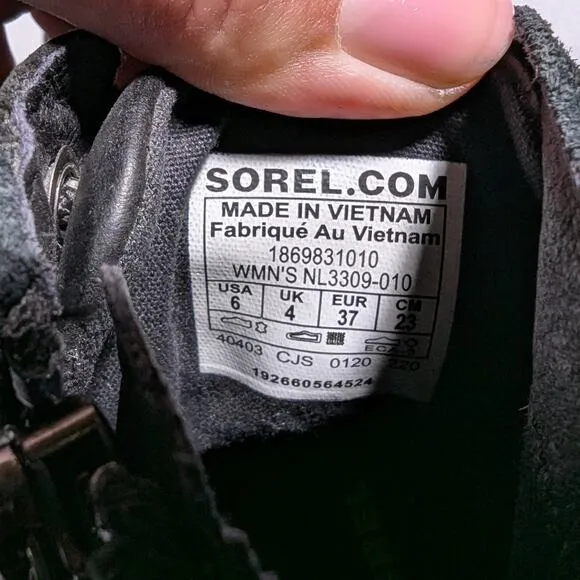 SOREL.COM
MADE IN VIETNAM
Fabriqué Au Vietnam
1869831010
WMN'S NL3309-010
USA UK EUR CM
6 4 37 23
40403 CJS 0120
192660564524